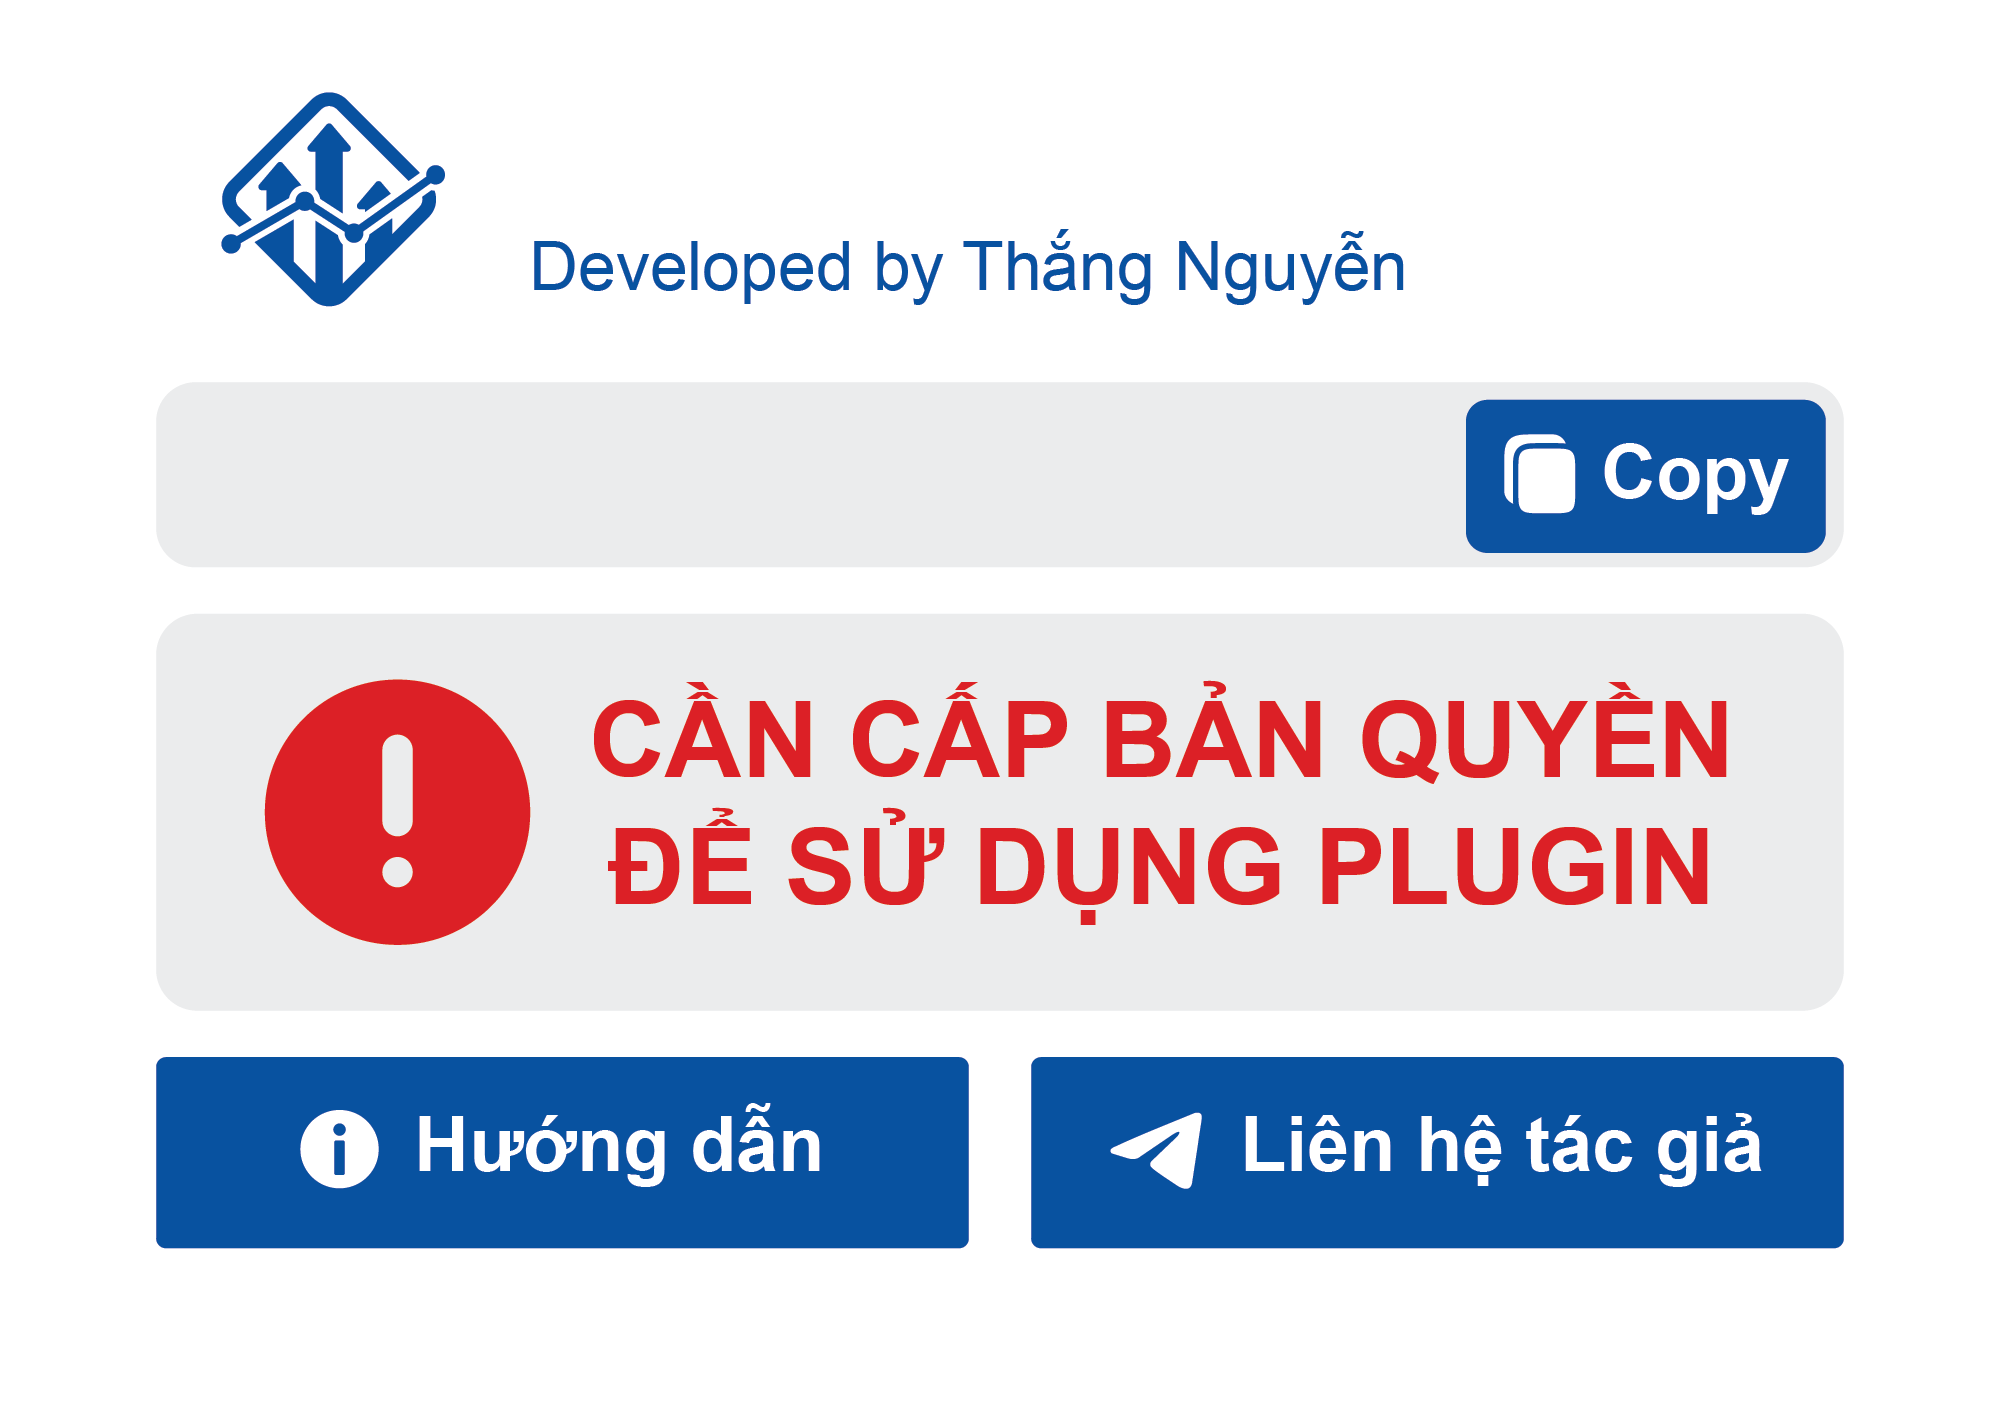 Developed by Thắng Nguyễn
Copy
CẦN CẤP BẢN QUYỀN
ĐỂ SỬ DỤNG PLUGIN
Hướng dẫn
Liên hệ tác giả